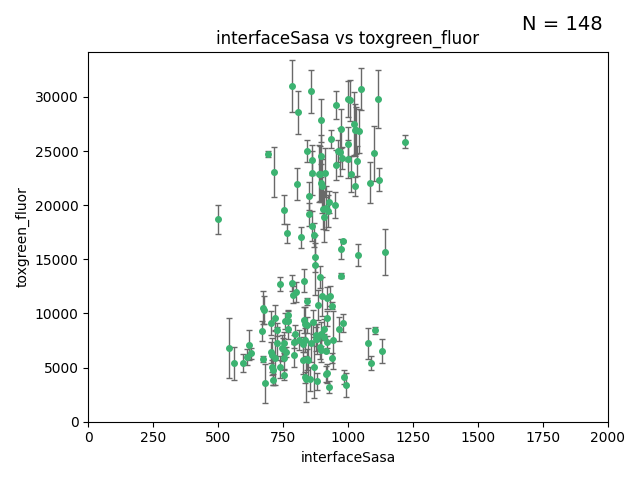 N = 148
interfaceSasa vs toxgreen_fluor
toxgreen_fluor
30000
25000
20000
15000
10000
5000
0
0 250 500 750 1000 1250 1500 1750 2000
interfaceSasa